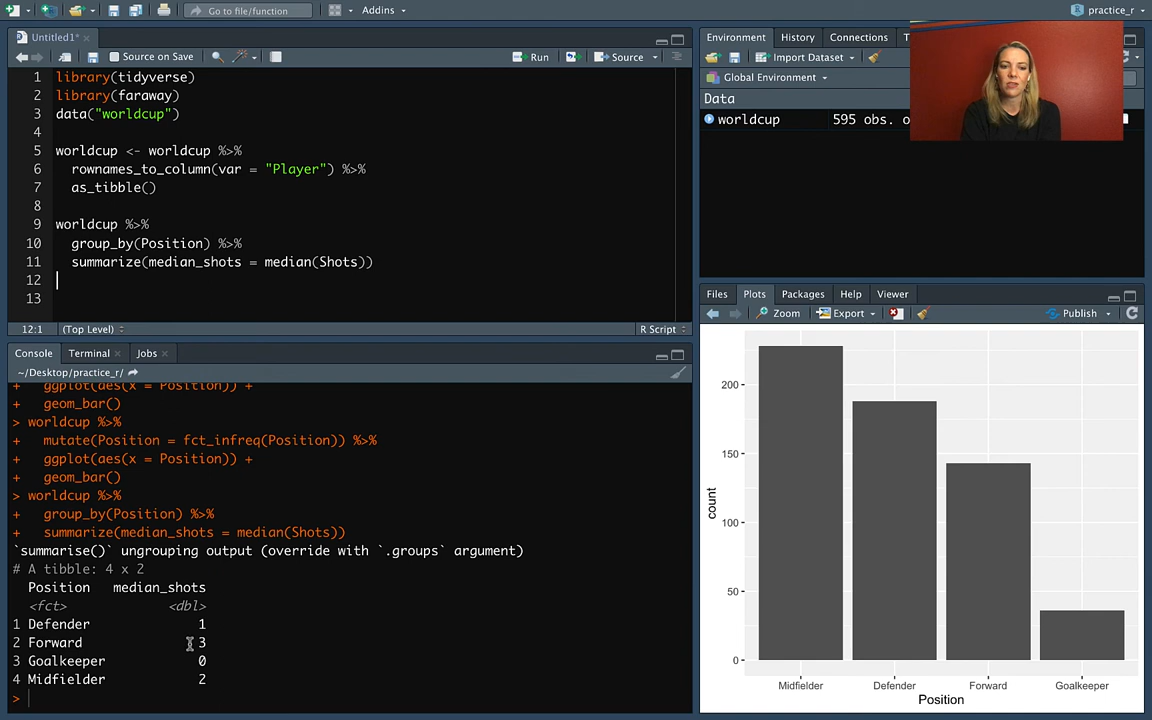 Go to file/function
Addins
practice_r
Untitled1*
Source on Save
Run
Source
1 library(tidyverse)
2 library(faraway)
3 data("worldcup")
4
5 worldcup <- worldcup %>%
6 rownames_to_column(var = "Player") %>%
7 as_tibble()
8
9 worldcup %>%
10 group_by(Position) %>%
11 summarize(median_shots = median(Shots))
12
13
12:1 (Top Level) R Script
Console Terminal Jobs
~/Desktop/practice_r/
+ ggplot(aes(x = Position)) +
+ geom_bar()
> worldcup %>%
+ mutate(Position = fct_infreq(Position)) %>%
+ ggplot(aes(x = Position)) +
+ geom_bar()
> worldcup %>%
+ group_by(Position) %>%
+ summarize(median_shots = median(Shots))
`summarise()` ungrouping output (override with `.groups` argument)
# A tibble: 4 x 2
Position median_shots
<fct> <dbl>
1 Defender 1
2 Forward 3
3 Goalkeeper 0
4 Midfielder 2
>
Environment History Connections T
Import Dataset
Global Environment
Data
worldcup 595 obs. o
Files Plots Packages Help Viewer
Zoom Export Publish
200
150
100
50
0
count
Midfielder Defender Forward Goalkeeper
Position